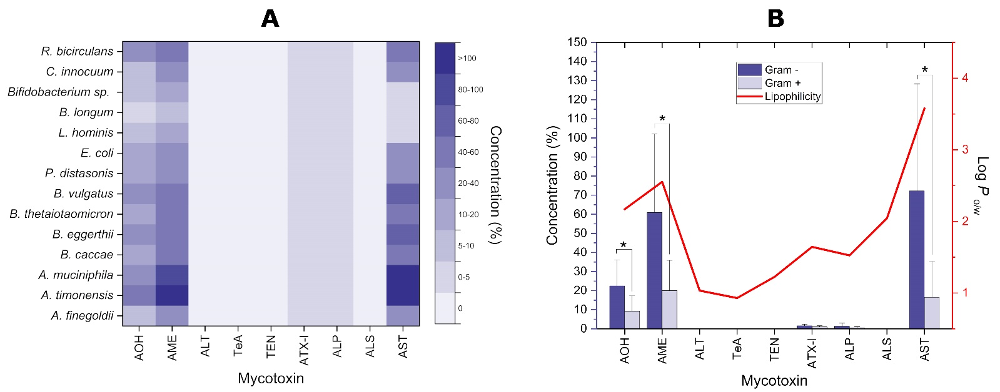 A
R. bicirculans
C. innocuum
Bifidobacterium sp.
B. longum
L. hominis
E. coli
P. distasonis
B. vulgatus
B. thetaiotaomicron
B. eggerthii
B. caccae
A. muciniphila
A. timonensis
A. finegoldii
AOH
AME
ALT
TeA
TEN
ATX-I
ALP
ALS
AST
Mycotoxin
>100
80-100
60-80
40-60
20-40
10-20
5-10
0-5
0
Concentration (%)
B
150
140
130
120
110
100
90
80
70
60
50
40
30
20
10
0
Concentration (%)
Gram -
Gram +
Lipophilicity
*
*
*
4
3
2
1
Log P o/w
AOH
AME
ALT
TeA
TEN
ATX-I
ALP
ALS
AST
Mycotoxin